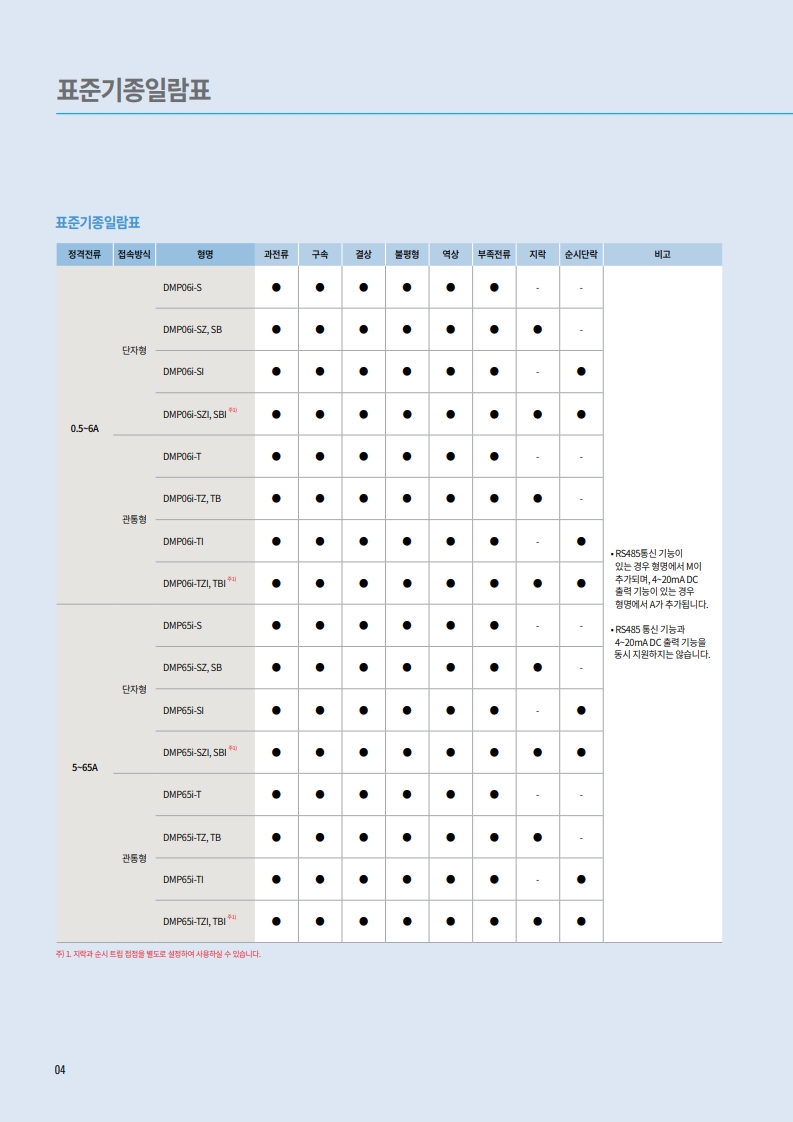 표준기종일람표
표준기종일람표
정격전류 접속방식 형명 과전류 구속 결상 불평형 역상 부족전류 지락 순시단락 비고
0.5~6A
단자형
DMP06i-S ● ● ● ● ● ● - -
DMP06i-SZ, SB ● ● ● ● ● ● ● -
DMP06i-SI ● ● ● ● ● ● - ●
DMP06i-SZI, SBI 주1) ● ● ● ● ● ● ● ●
관통형
DMP06i-T ● ● ● ● ● ● - -
DMP06i-TZ, TB ● ● ● ● ● ● ● -
DMP06i-TI ● ● ● ● ● ● - ●
DMP06i-TZI, TBI 주1) ● ● ● ● ● ● ● ●
5~65A
단자형
DMP65i-S ● ● ● ● ● ● - -
DMP65i-SZ, SB ● ● ● ● ● ● ● -
DMP65i-SI ● ● ● ● ● ● - ●
DMP65i-SZI, SBI 주1) ● ● ● ● ● ● ● ●
관통형
DMP65i-T ● ● ● ● ● ● - -
DMP65i-TZ, TB ● ● ● ● ● ● ● -
DMP65i-TI ● ● ● ● ● ● - ●
DMP65i-TZI, TBI 주1) ● ● ● ● ● ● ● ●
• RS485통신 기능이
있는 경우 형명에서 M이
추가되며, 4~20mA DC
출력 기능이 있는 경우
형명에서 A가 추가됩니다.
• RS485 통신 기능과
4~20mA DC 출력 기능을
동시 지원하지는 않습니다.
주) 1. 지락과 순시 트립 접점을 별도로 설정하여 사용하실 수 있습니다.
04